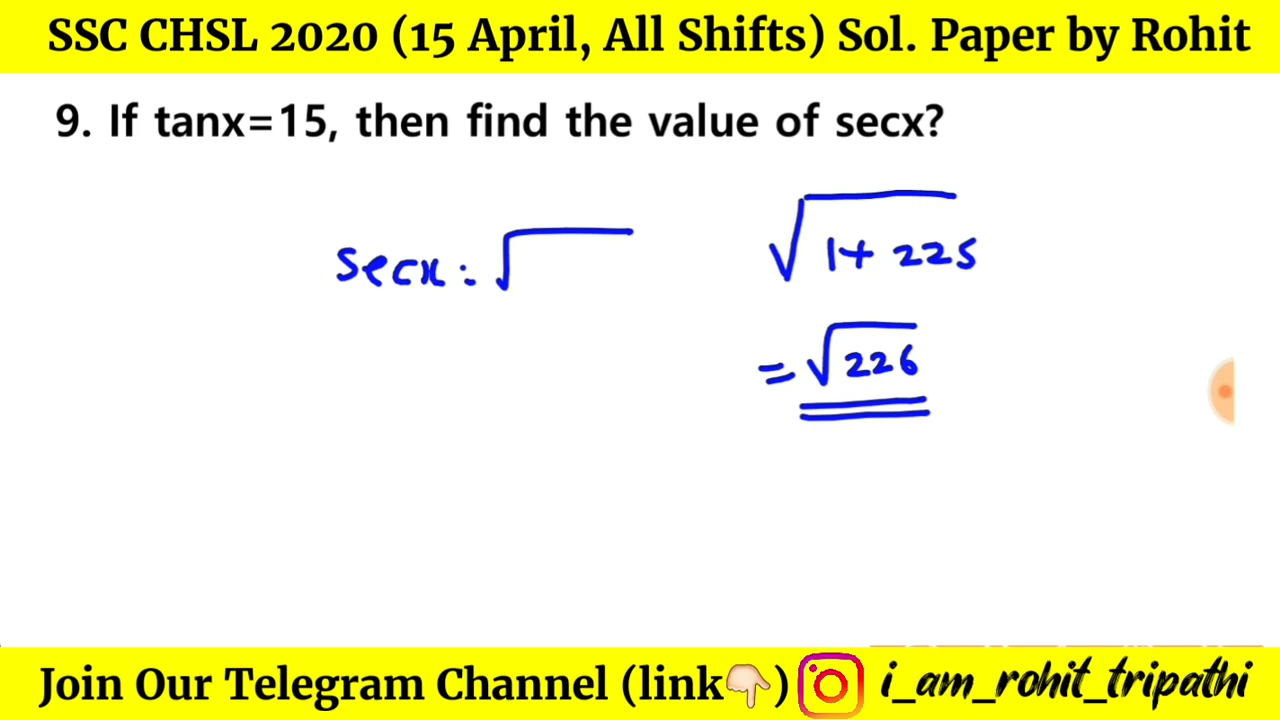 SSC CHSL 2020 (15 April, All Shifts) Sol. Paper by Rohit
9. If tanx=15, then find the value of secx?
secx : √
√1+225
= √226
Join Our Telegram Channel (link👇🏻) i_am_rohit_tripathi